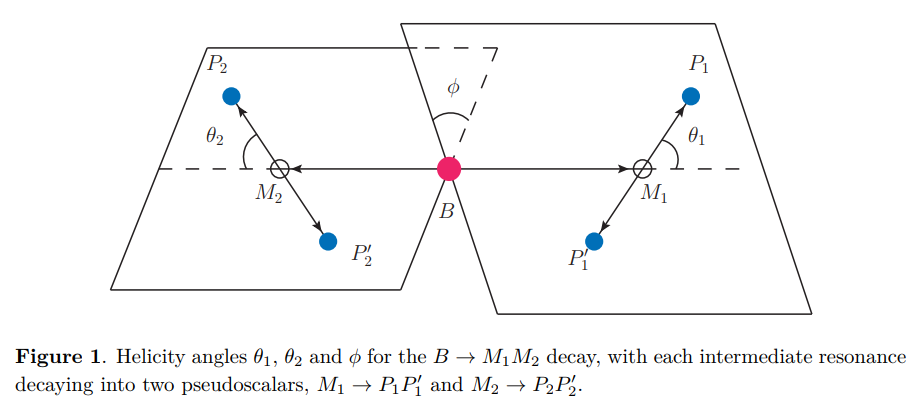 P₂
P₁
ϕ
θ₂
θ₁
M₂
M₁
B
P₂′
P₁′
Figure 1. Helicity angles θ₁, θ₂ and ϕ for the B → M₁M₂ decay, with each intermediate resonance
decaying into two pseudoscalars, M₁ → P₁P₁′ and M₂ → P₂P₂′.